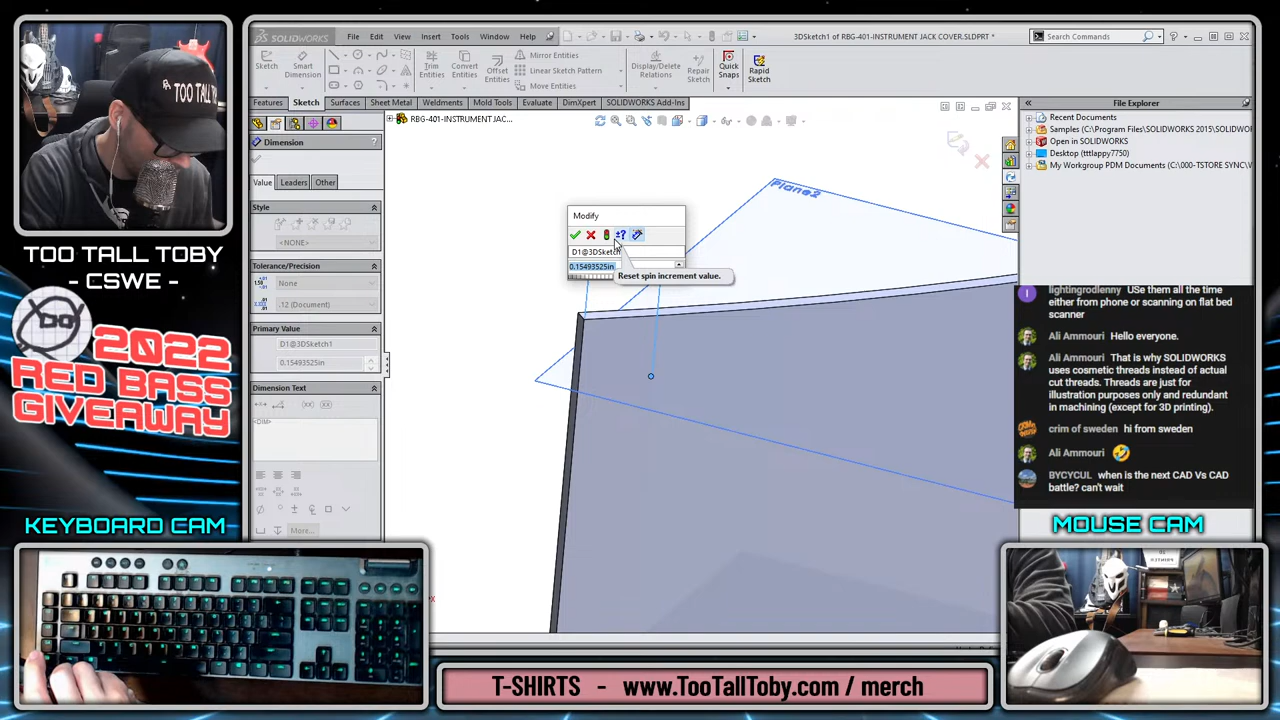 TOO TALL
TOO TALL TOBY
- CSWE -
2022
RED BASS
GIVEAWAY
KEYBOARD CAM
SOLIDWORKS
File
Edit
View
Insert
Tools
Window
Help
3DSketch1 of RBG-401-INSTRUMENT JACK COVER.SLDPRT *
Search Commands
Sketch
Smart
Dimension
Trim
Entities
Convert
Entities
Offset
Entities
Mirror Entities
Linear Sketch Pattern
Move Entities
Display/Delete
Relations
Repair
Sketch
Quick
Snaps
Rapid
Sketch
Features
Sketch
Surfaces
Sheet Metal
Weldments
Mold Tools
Evaluate
DimXpert
SOLIDWORKS Add-Ins
RBG-401-INSTRUMENT JAC...
Dimension
?
Value
Leaders
Other
Style
<NONE>
Tolerance/Precision
None
.12 (Document)
Primary Value
D1@3DSketch1
0.15493525in
Dimension Text
<DIM>
More...
Modify
D1@3DSketch
0.15493525in
Reset spin increment value.
Plane2
File Explorer
Recent Documents
Samples (C:\Program Files\SOLIDWORKS 2015\SOLIDWO
Open in SOLIDWORKS
Desktop (tttlappy7750)
My Workgroup PDM Documents (C:\000-TSTORE SYNC\W
lightingrodlenny Use them all the time
either from phone or scanning on flat bed
scanner
Ali Ammouri Hello everyone.
Ali Ammouri That is why SOLIDWORKS
uses cosmetic threads instead of actual
cut threads. Threads are just for
illustration purposes only and redundant
in machining (except for 3D printing).
crim of sweden hi from sweden
Ali Ammouri 🤣
BYCYCUL when is the next CAD Vs CAD
battle? can't wait
MOUSE CAM
T-SHIRTS - www.TooTallToby.com / merch